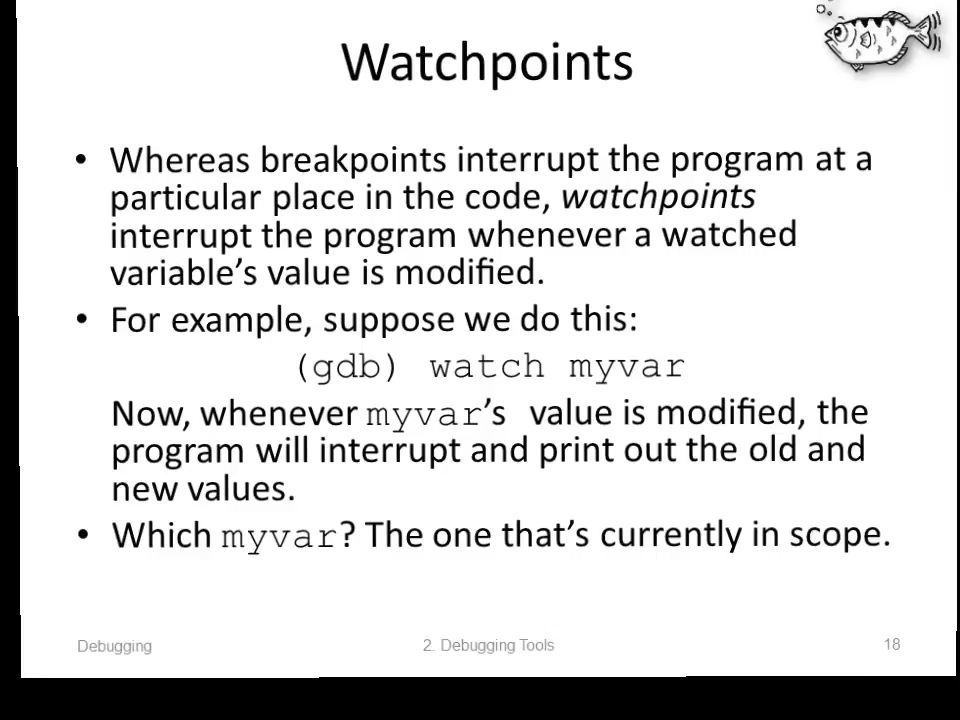 Watchpoints
• Whereas breakpoints interrupt the program at a
particular place in the code, watchpoints
interrupt the program whenever a watched
variable’s value is modified.
• For example, suppose we do this:
(gdb) watch myvar
Now, whenever myvar’s value is modified, the
program will interrupt and print out the old and
new values.
• Which myvar? The one that’s currently in scope.
Debugging
2. Debugging Tools
18